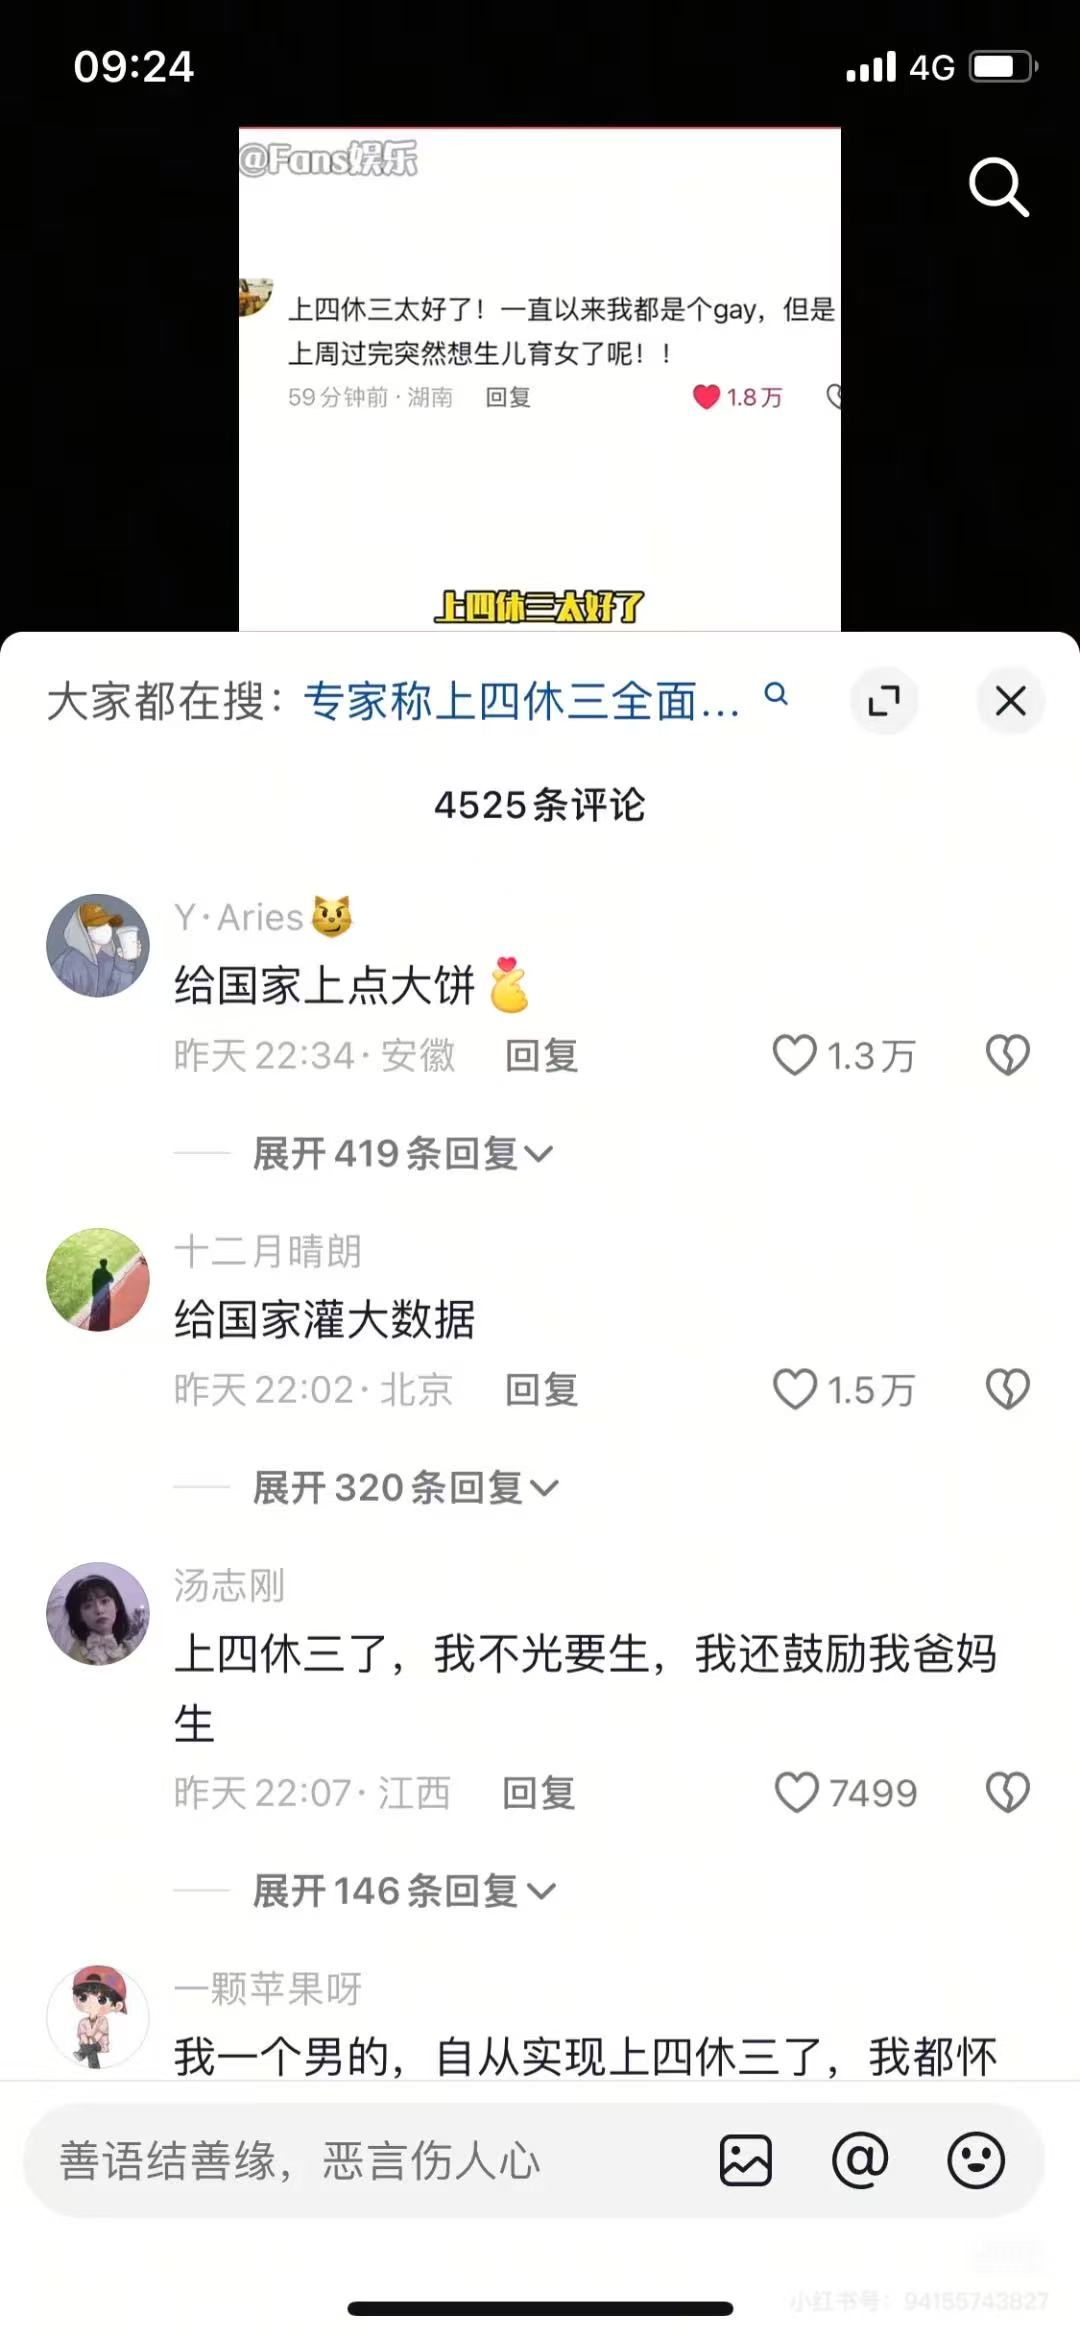 09:24
4G
@Fans娱乐
上四休三太好了！一直以来我都是个gay，但是
上周过完突然想生儿育女了呢！！
59分钟前·湖南 回复 1.8万
上四休三太好了
大家都在搜：专家称上四休三全面...
4525条评论
Y·Aries
给国家上点大饼
昨天22:34·安徽 回复 1.3万
展开419条回复
十二月晴朗
给国家灌大数据
昨天22:02·北京 回复 1.5万
展开320条回复
汤志刚
上四休三了，我不光要生，我还鼓励我爸妈
生
昨天22:07·江西 回复 7499
展开146条回复
一颗苹果呀
我一个男的，自从实现上四休三了，我都怀
善语结善缘，恶言伤人心
小红书号：94155743827